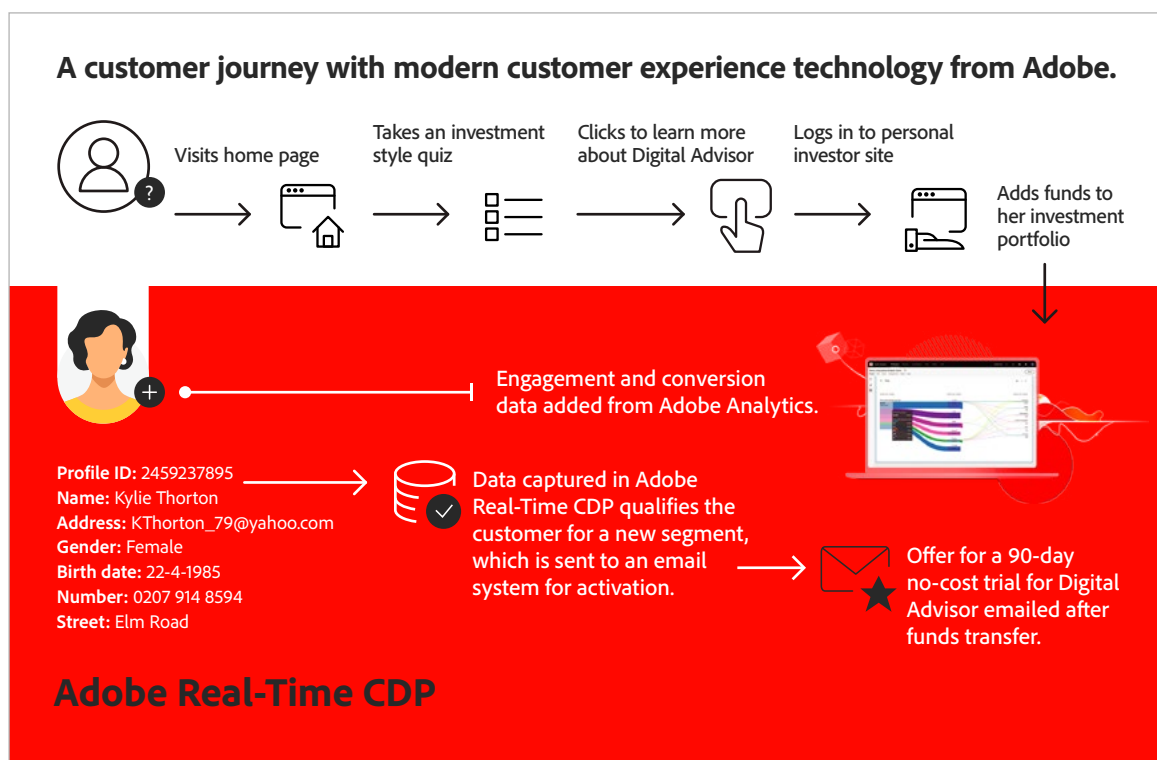 A customer journey with modern customer experience technology from Adobe.
Visits home page
Takes an investment
style quiz
Clicks to learn more
about Digital Advisor
Logs in to personal
investor site
Adds funds to
her investment
portfolio
?
+
Engagement and conversion
data added from Adobe Analytics.
Profile ID: 2459237895
Name: Kylie Thorton
Address: KThorton_79@yahoo.com
Gender: Female
Birth date: 22-4-1985
Number: 0207 914 8594
Street: Elm Road
Data captured in Adobe
Real-Time CDP qualifies the
customer for a new segment,
which is sent to an email
system for activation.
Offer for a 90-day
no-cost trial for Digital
Advisor emailed after
funds transfer.
Adobe Real-Time CDP